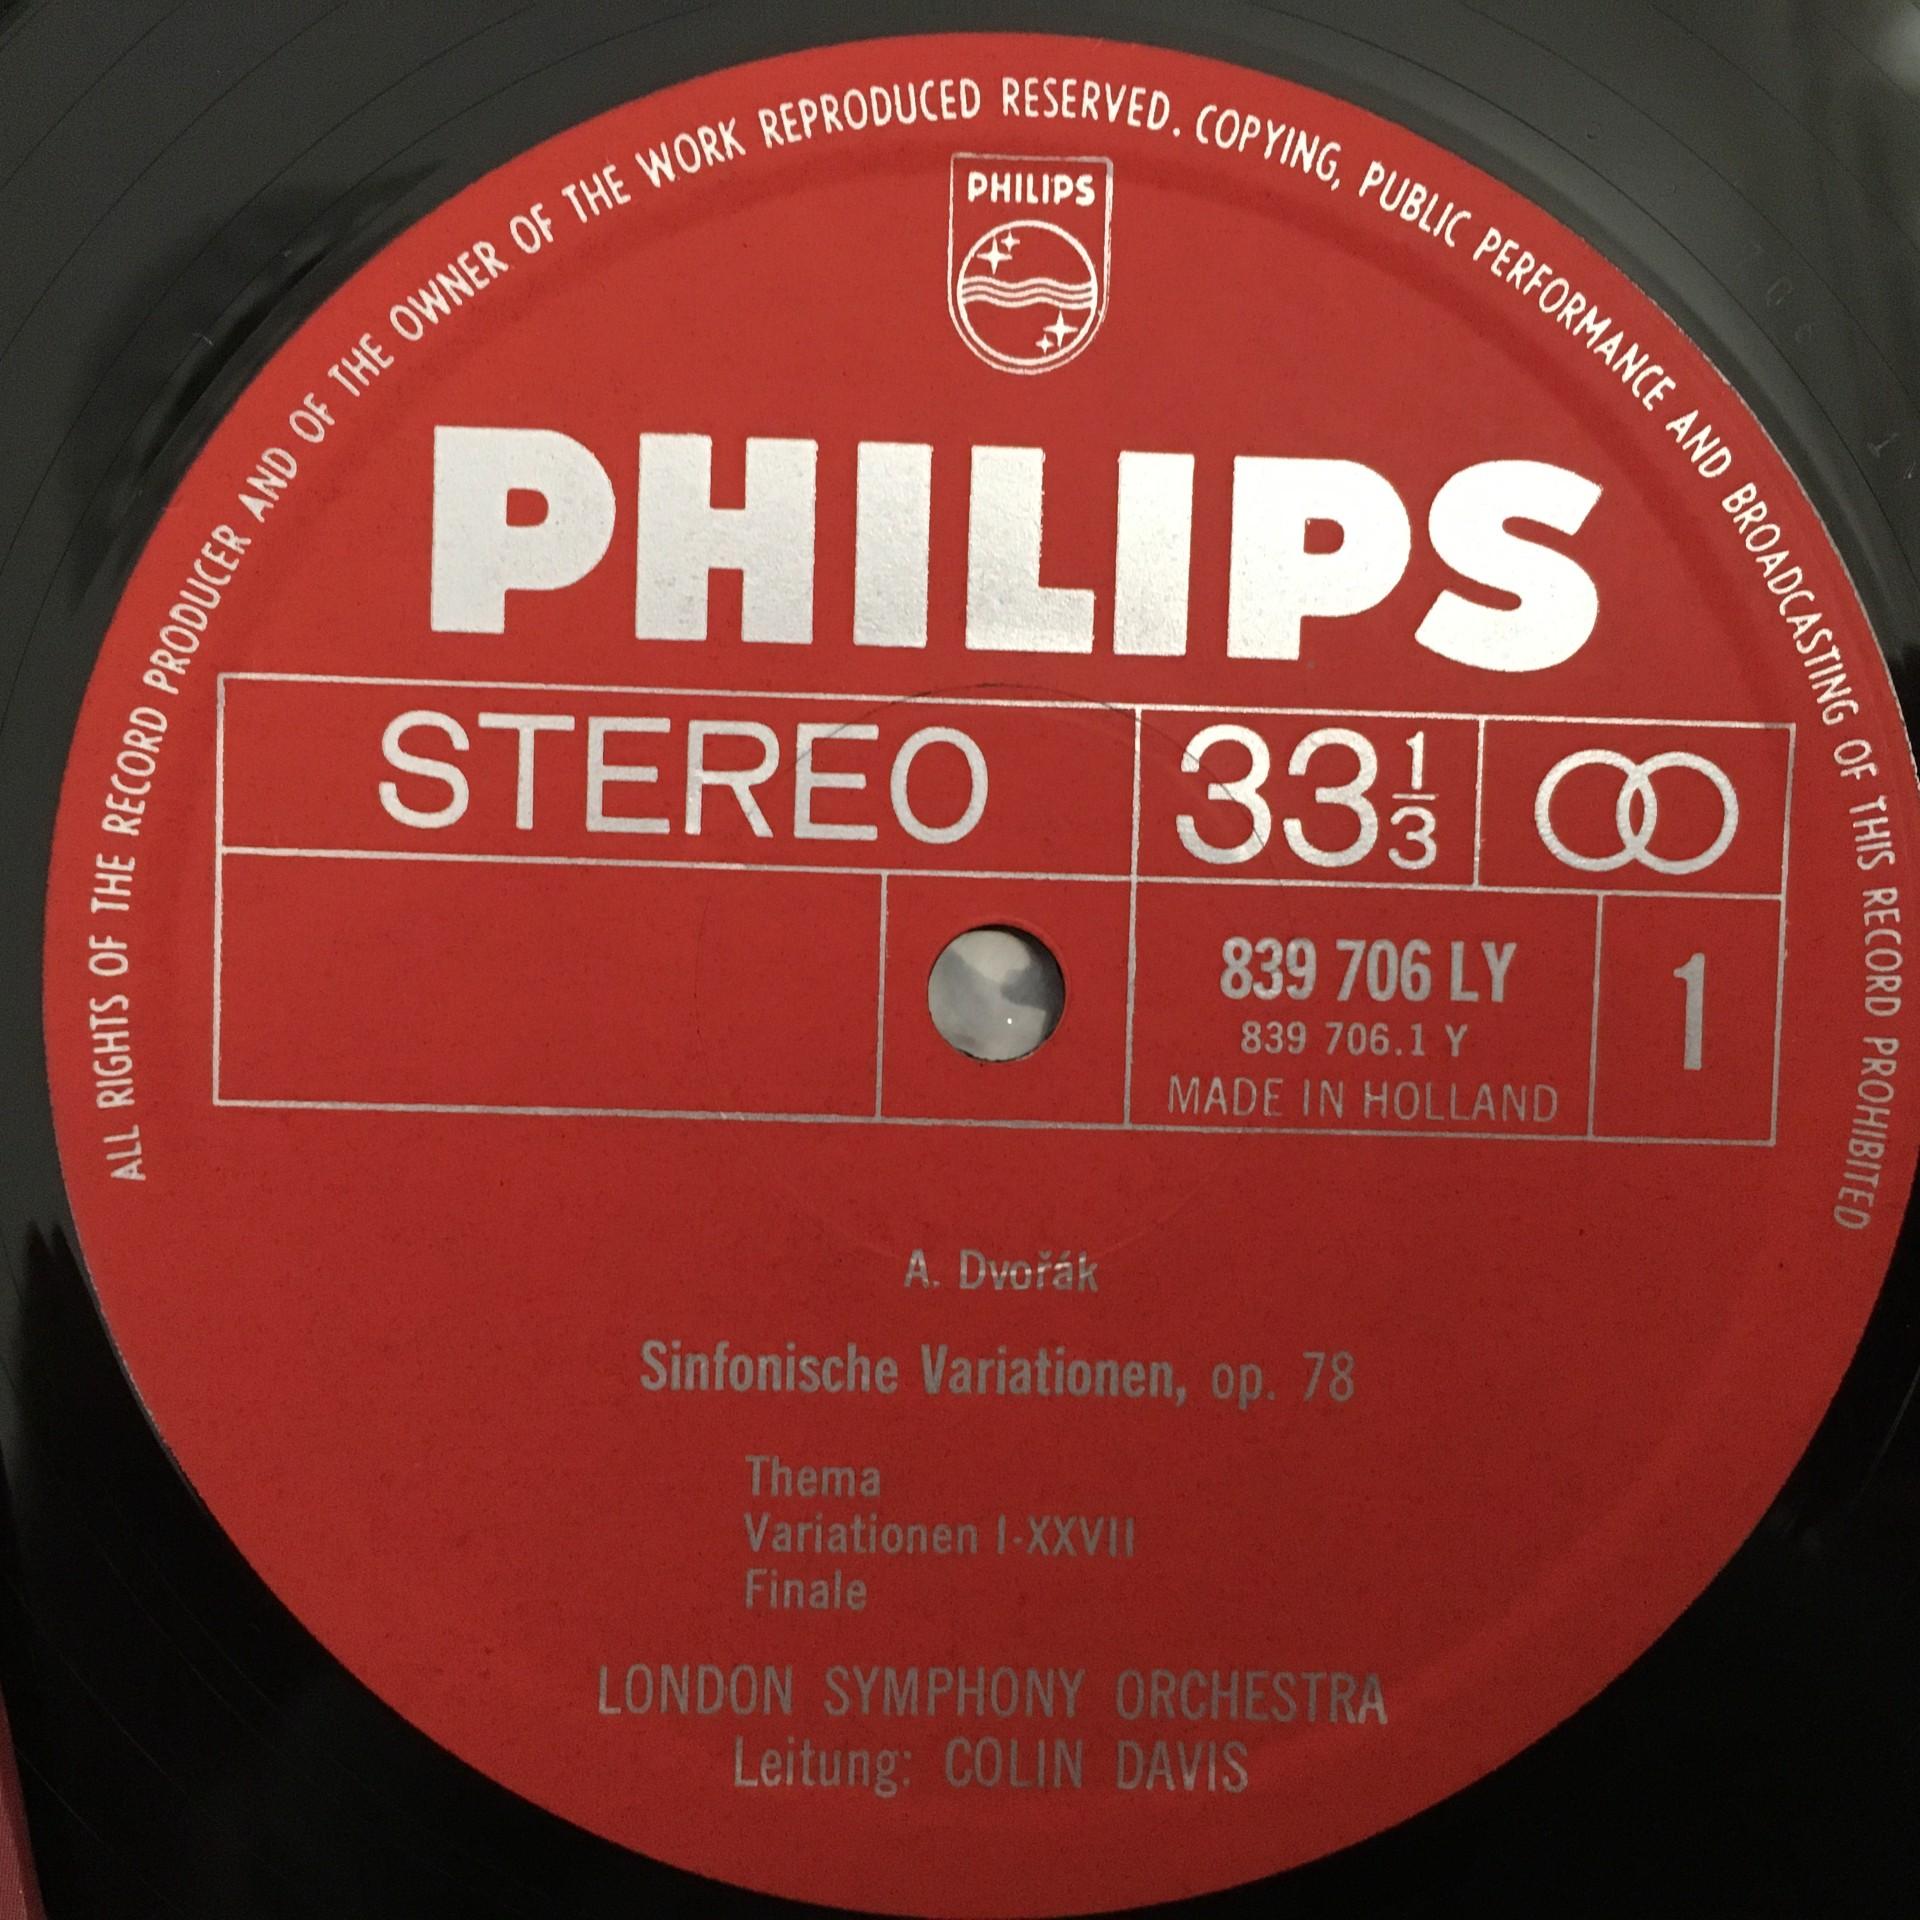 ALL RIGHTS OF THE RECORD PRODUCER AND OF THE OWNER OF THE WORK REPRODUCED RESERVED. COPYING, PUBLIC PERFORMANCE AND BROADCASTING OF THIS RECORD PROHIBITED
PHILIPS
PHILIPS
STEREO 33 1/3
839 706 LY 1
839 706.1 Y
MADE IN HOLLAND
A. Dvořák
Sinfonische Variationen, op. 78
Thema
Variationen I-XXVII
Finale
LONDON SYMPHONY ORCHESTRA
Leitung: COLIN DAVIS